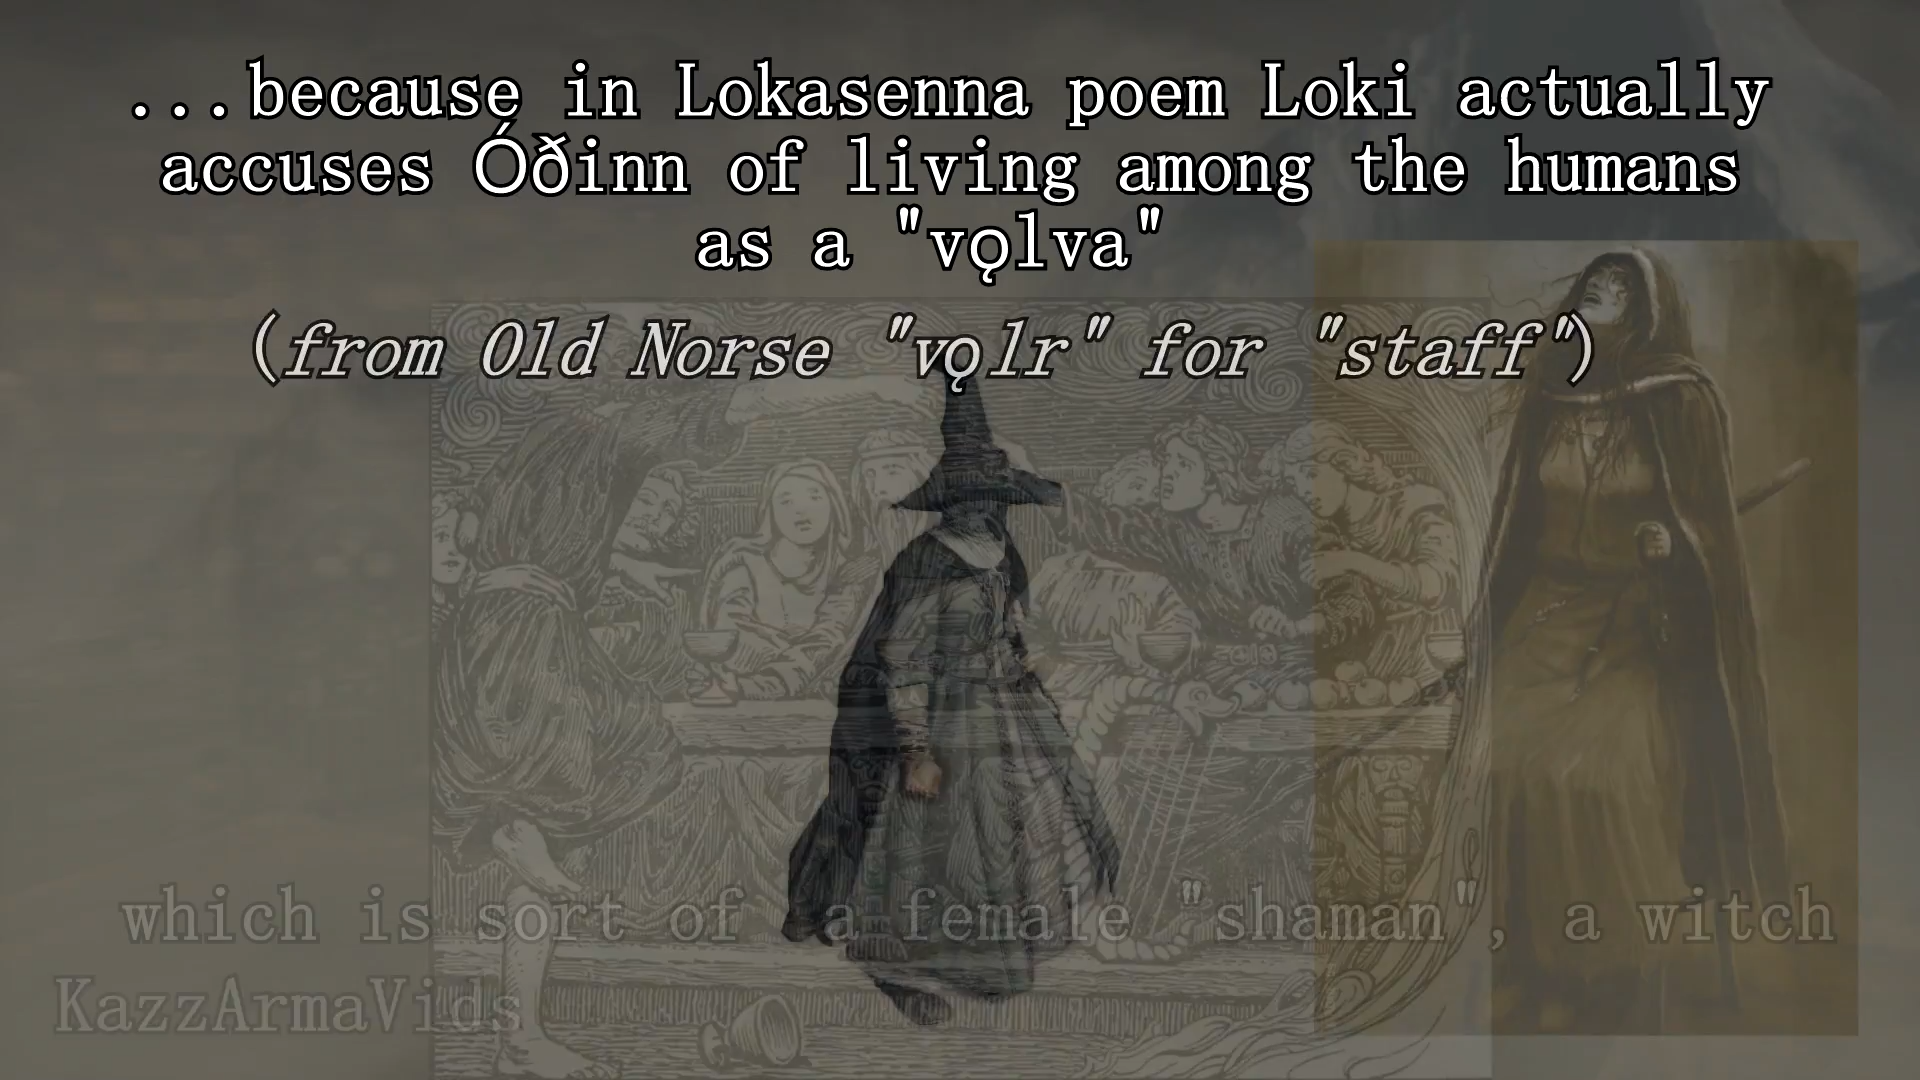 ...because in Lokasenna poem Loki actually
accuses Óðinn of living among the humans
as a "vǫlva"
(from Old Norse "vǫlr" for "staff")
which is sort of a female "shaman", a witch
KazzArmaVids